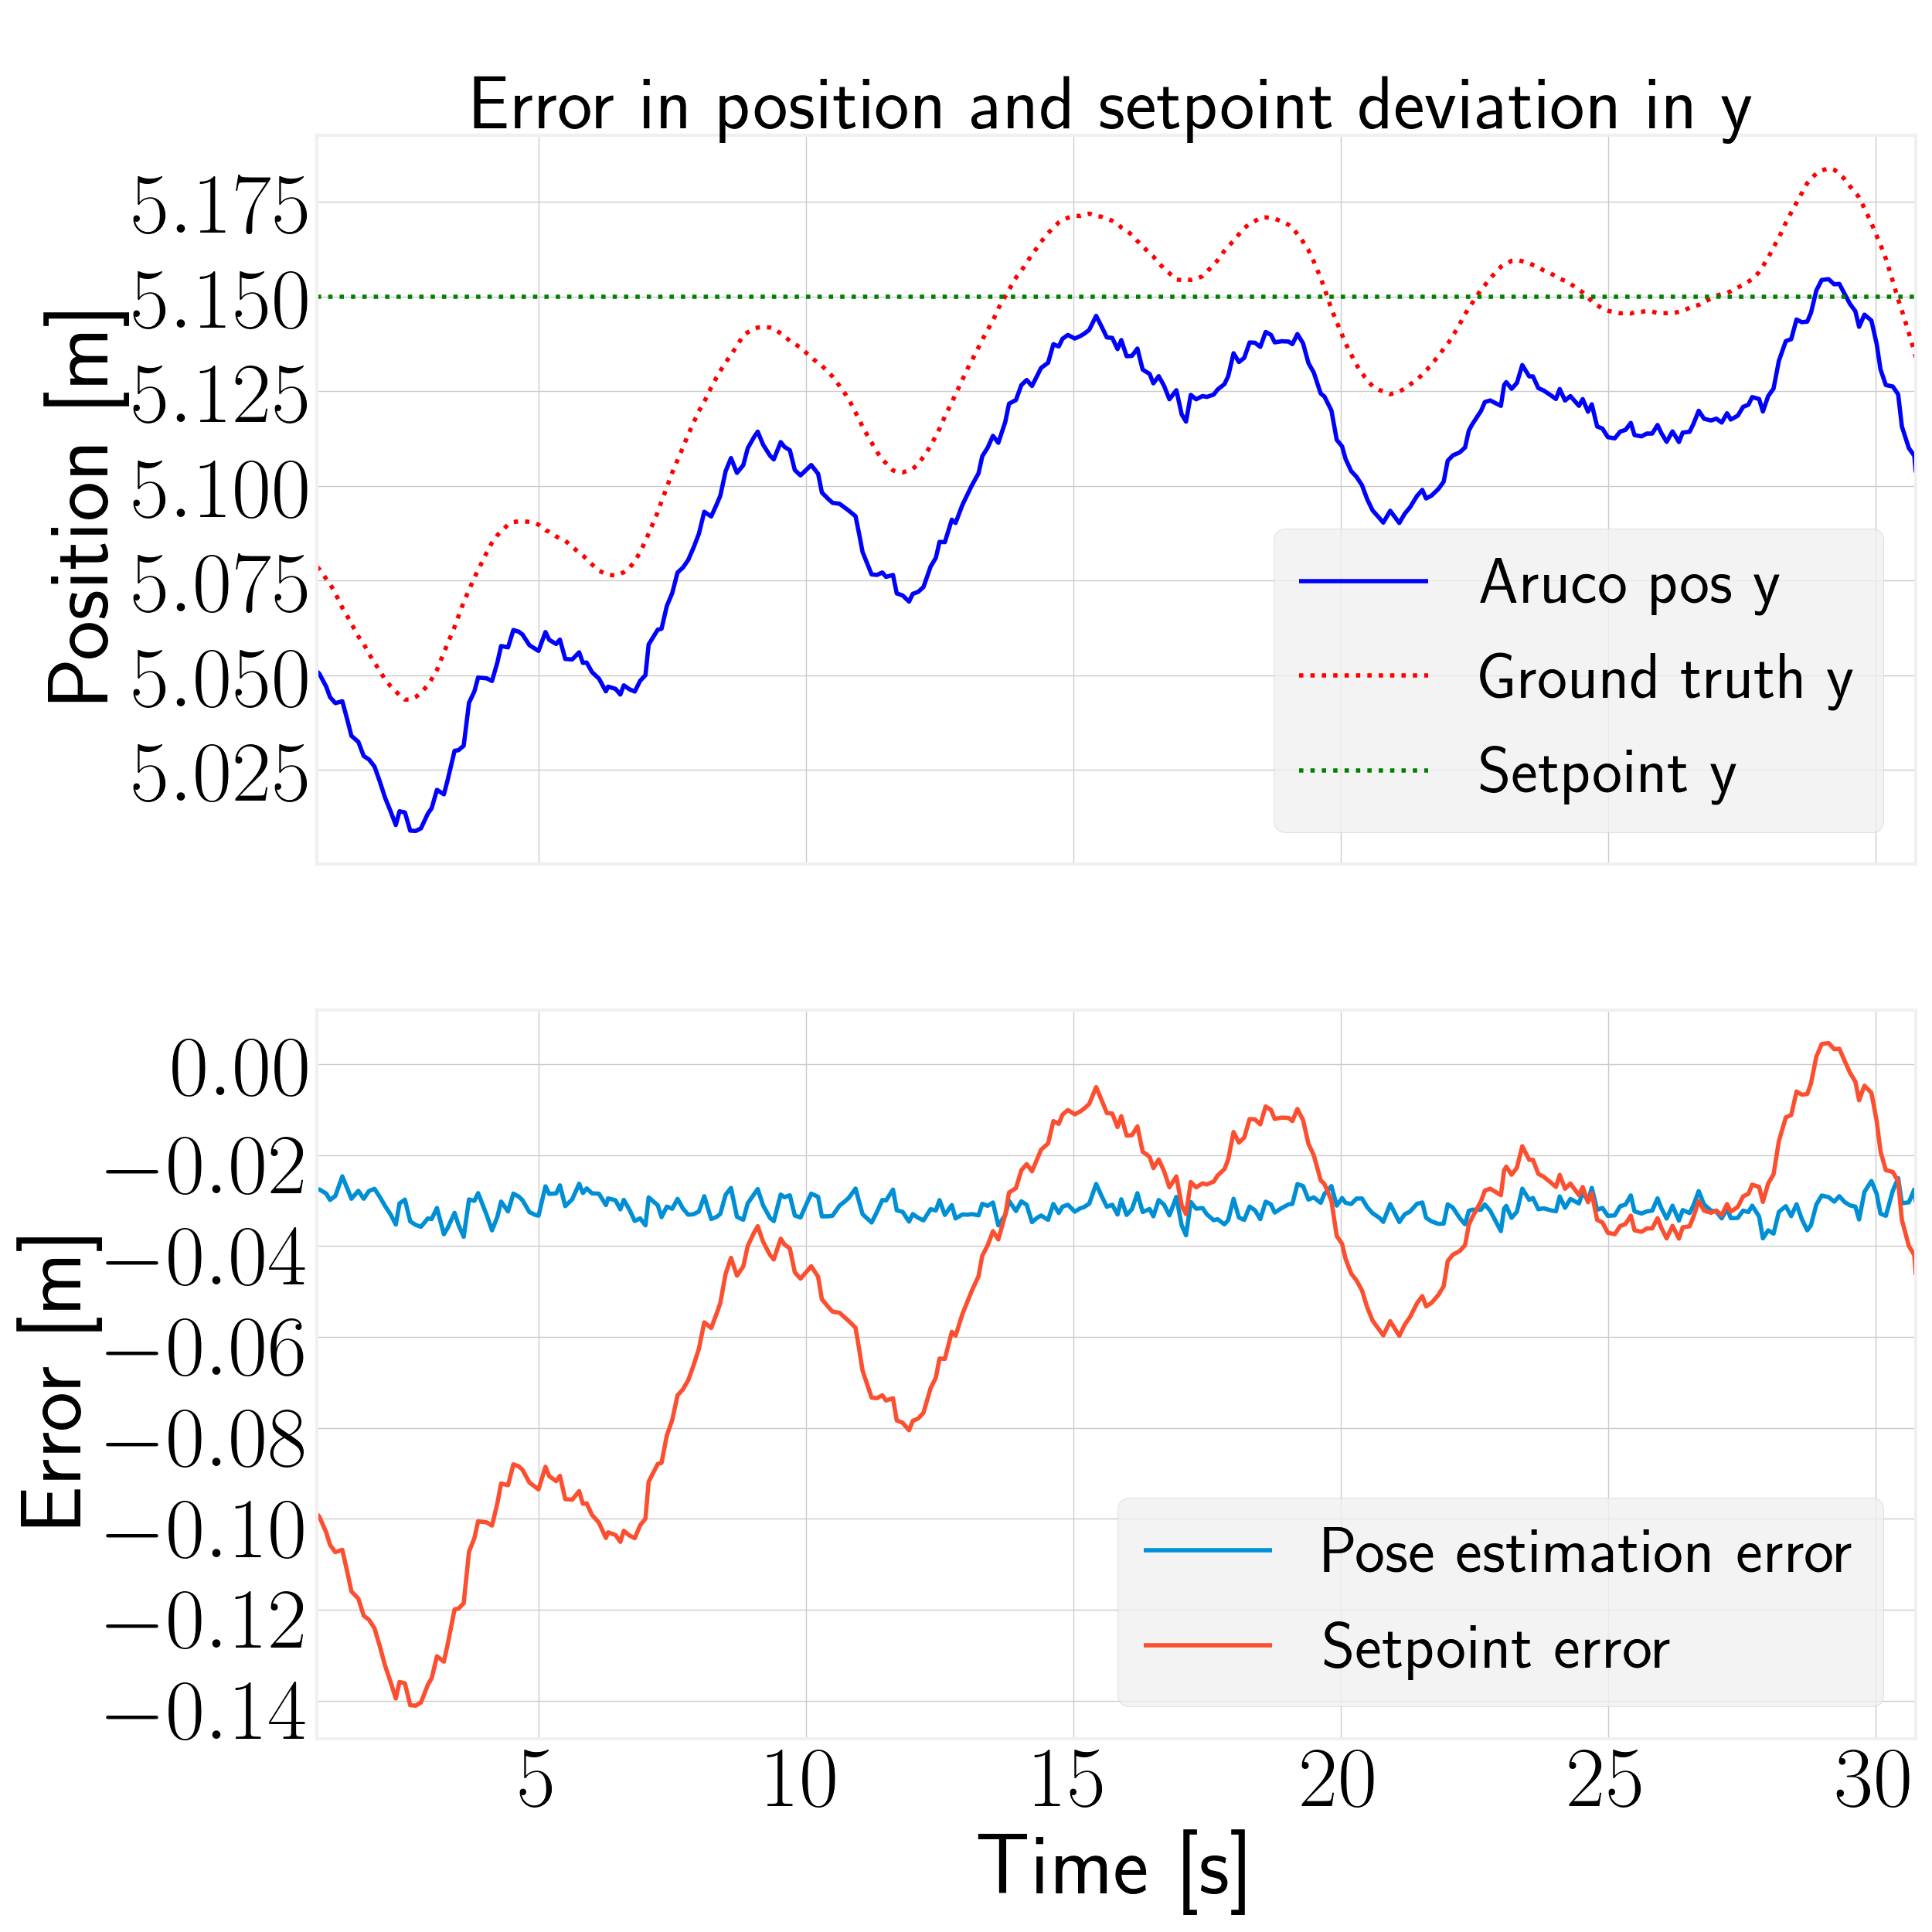 Error in position and setpoint deviation in y
Position [m]
5.175
5.150
5.125
5.100
5.075
5.050
5.025
Aruco pos y
Ground truth y
Setpoint y
Error [m]
0.00
−0.02
−0.04
−0.06
−0.08
−0.10
−0.12
−0.14
Pose estimation error
Setpoint error
5 10 15 20 25 30
Time [s]